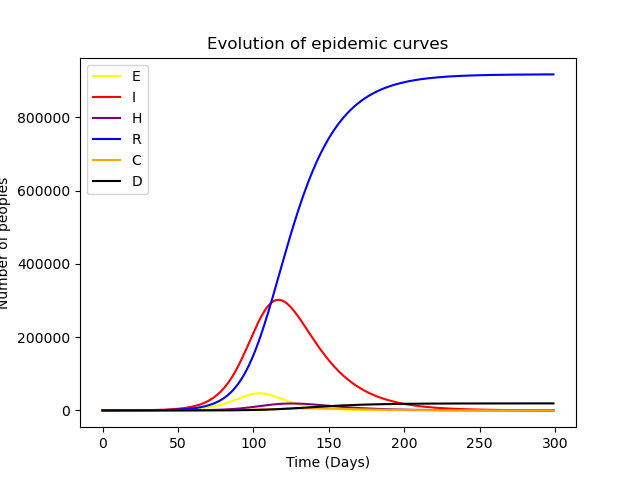 Evolution of epidemic curves
E
I
H
R
C
D
Number of peoples
800000
600000
400000
200000
0
0 50 100 150 200 250 300
Time (Days)